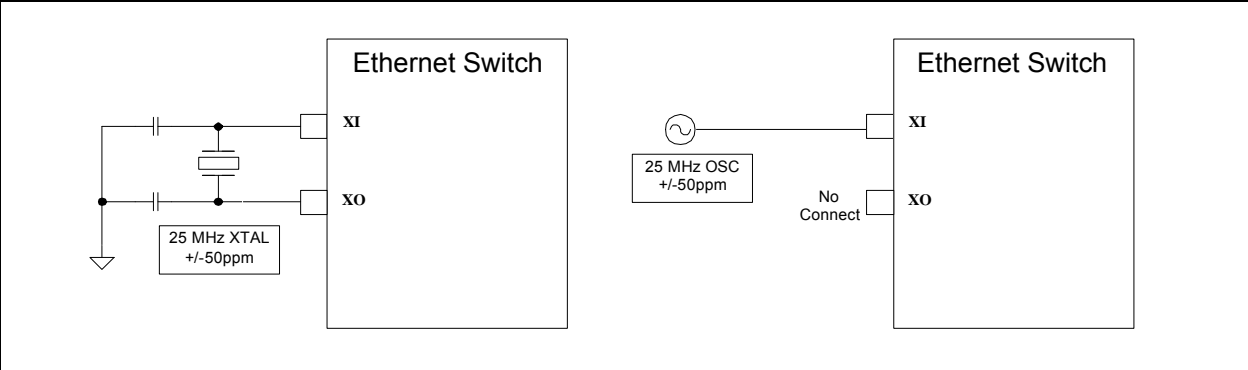 Ethernet Switch
XI
XO
25 MHz XTAL
+/-50ppm
Ethernet Switch
XI
25 MHz OSC
+/-50ppm
No
Connect
XO